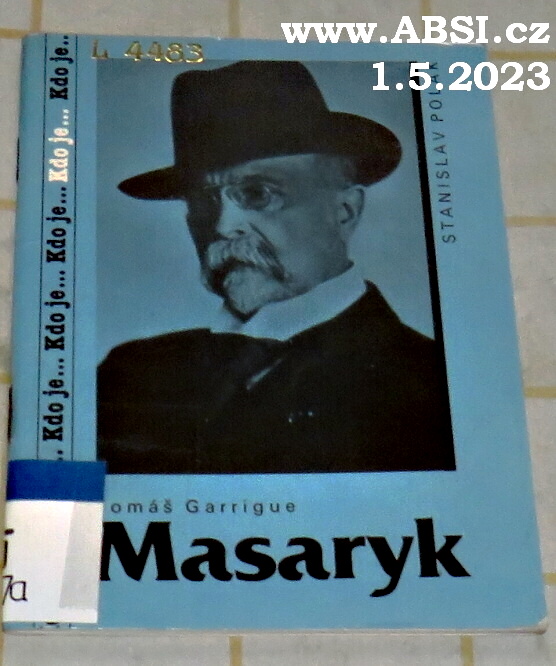 www.ABSI.cz
1.5.2023
L 4483
Kdo je... Kdo je... Kdo je... Kdo je... Kdo je..
STANISLAV POLÁK
omáš Garrigue
Masaryk
j
7a